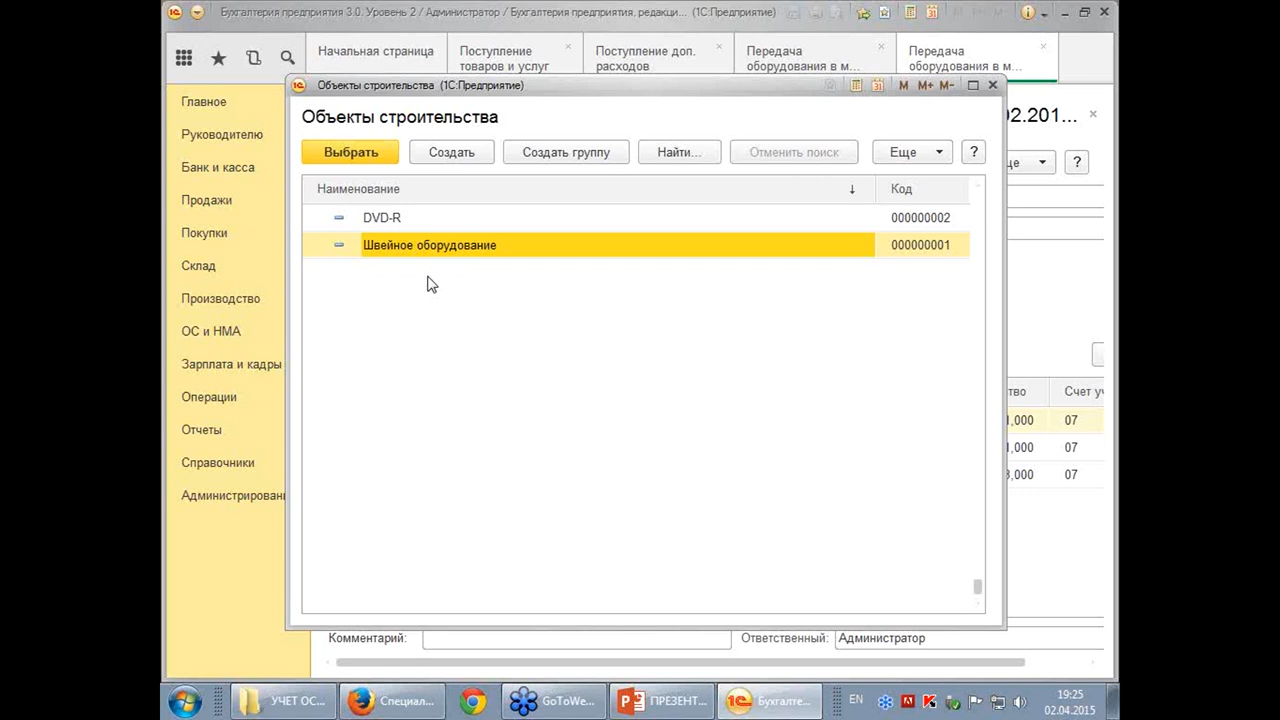 Бухгалтерия предприятия 3.0. Уровень 2 / Администратор / Бухгалтерия предприятия, редакци... (1С:Предприятие)
Начальная страница
Поступление
товаров и услуг
Поступление доп.
расходов
Передача
оборудования в м...
Передача
оборудования в м...
Объекты строительства (1С:Предприятие)
M M+ M-
Главное
Руководителю
Банк и касса
Продажи
Покупки
Склад
Производство
ОС и НМА
Зарплата и кадры
Операции
Отчеты
Справочники
Администрирован
Объекты строительства
Выбрать Создать Создать группу Найти... Отменить поиск Еще ?
Наименование ↓ Код
DVD-R 000000002
Швейное оборудование 000000001
02.201...
ще ?
тво Счет уч
1,000 07
1,000 07
3,000 07
Комментарий: Ответственный: Администратор
УЧЕТ ОС... Специал... GoToWe... ПРЕЗЕНТ... Бухгалте... EN
19:25
02.04.2015